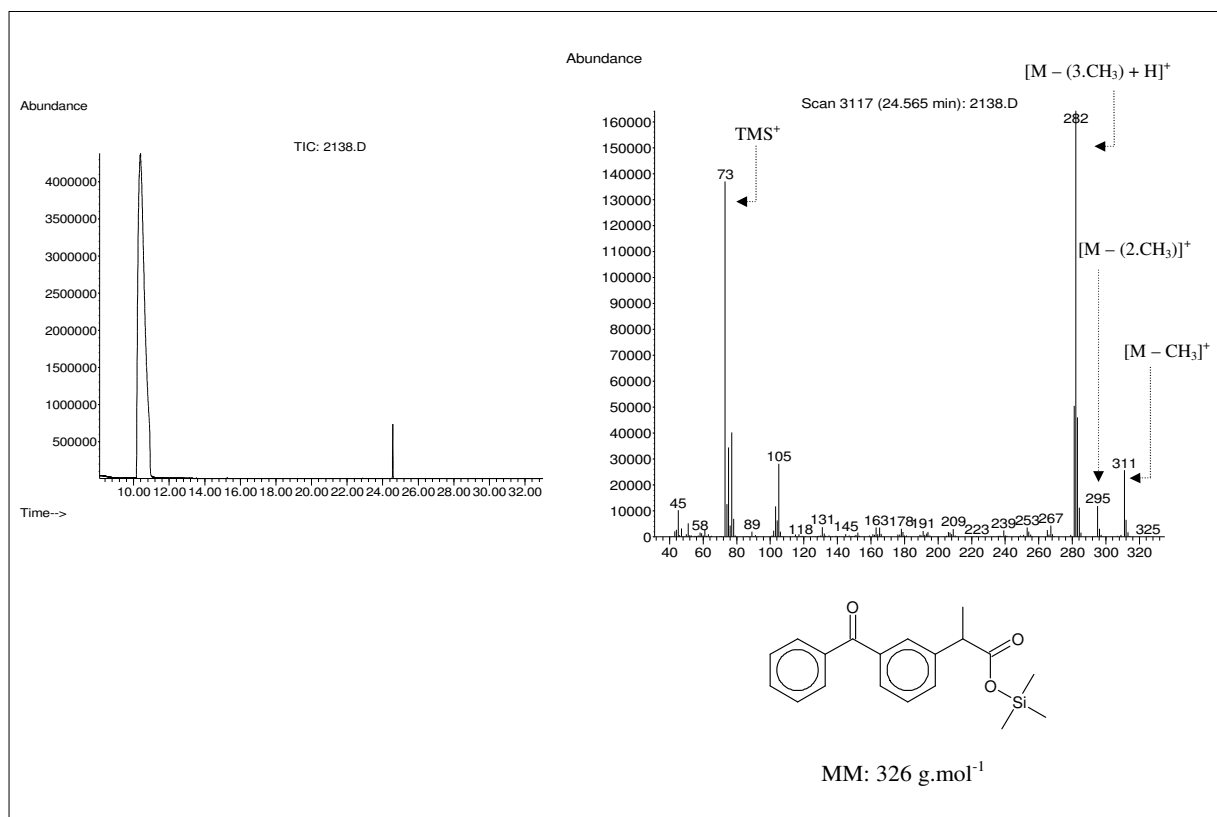 Abundance
TIC: 2138.D
4000000
3500000
3000000
2500000
2000000
1500000
1000000
500000
10.00 12.00 14.00 16.00 18.00 20.00 22.00 24.00 26.00 28.00 30.00 32.00
Time-->
Abundance
Scan 3117 (24.565 min): 2138.D
[M – (3.CH₃) + H]⁺
TMS⁺
[M – (2.CH₃)]⁺
[M – CH₃]⁺
160000
150000
140000
130000
120000
110000
100000
90000
80000
70000
60000
50000
40000
30000
20000
10000
0
45 58 73 89 105 118 131 145 163 178 191 209 223 239 253 267 282 295 311 325
40 60 80 100 120 140 160 180 200 220 240 260 280 300 320
O
O
O
Si
MM: 326 g.mol⁻¹